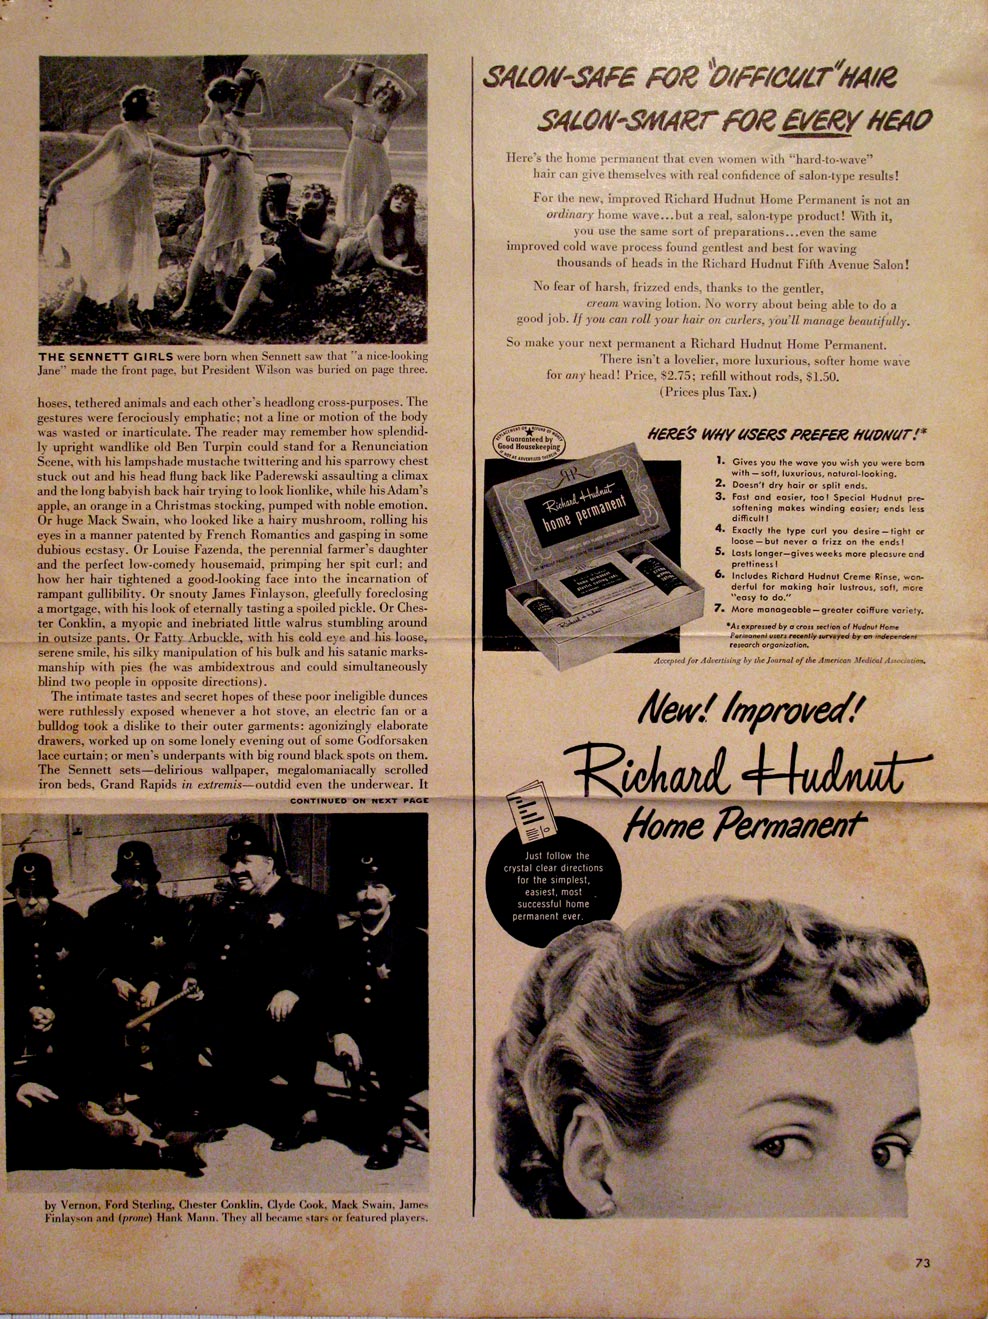 THE SENNETT GIRLS were born when Sennett saw that "a nice-looking
Jane" made the front page, but President Wilson was buried on page three.
hoses, tethered animals and each other's headlong cross-purposes. The
gestures were ferociously emphatic; not a line or motion of the body
was wasted or inarticulate. The reader may remember how splendid-
ly upright wandlike old Ben Turpin could stand for a Renunciation
Scene, with his lampshade mustache twittering and his sparrowy chest
stuck out and his head flung back like Paderewski assaulting a climax
and the long babyish back hair trying to look lionlike, while his Adam's
apple, an orange in a Christmas stocking, pumped with noble emotion.
Or huge Mack Swain, who looked like a hairy mushroom, rolling his
eyes in a manner patented by French Romantics and gasping in some
dubious ecstasy. Or Louise Fazenda, the perennial farmer's daughter
and the perfect low-comedy housemaid, primping her spit curl; and
how her hair tightened a good-looking face into the incarnation of
rampant gullibility. Or snouty James Finlayson, gleefully foreclosing
a mortgage, with his look of eternally tasting a spoiled pickle. Or Ches-
ter Conklin, a myopic and inebriated little walrus stumbling around
in outsize pants. Or Fatty Arbuckle, with his cold eye and his loose,
serene smile, his silky manipulation of his bulk and his satanic marks-
manship with pies (he was ambidextrous and could simultaneously
blind two people in opposite directions).
The intimate tastes and secret hopes of these poor ineligible dunces
were ruthlessly exposed whenever a hot stove, an electric fan or a
bulldog took a dislike to their outer garments: agonizingly elaborate
drawers, worked up on some lonely evening out of some Godforsaken
lace curtain; or men's underpants with big round black spots on them.
The Sennett sets—delirious wallpaper, megalomaniacally scrolled
iron beds, Grand Rapids in extremis—outdid even the underwear. It
CONTINUED ON NEXT PAGE
by Vernon, Ford Sterling, Chester Conklin, Clyde Cook, Mack Swain, James
Finlayson and (prone) Hank Mann. They all became stars or featured players.
SALON-SAFE FOR "DIFFICULT" HAIR
SALON-SMART FOR EVERY HEAD
Here's the home permanent that even women with "hard-to-wave"
hair can give themselves with real confidence of salon-type results!
For the new, improved Richard Hudnut Home Permanent is not an
ordinary home wave...but a real, salon-type product! With it,
you use the same sort of preparations...even the same
improved cold wave process found gentlest and best for waving
thousands of heads in the Richard Hudnut Fifth Avenue Salon!
No fear of harsh, frizzed ends, thanks to the gentler,
cream waving lotion. No worry about being able to do a
good job. If you can roll your hair on curlers, you'll manage beautifully.
So make your next permanent a Richard Hudnut Home Permanent.
There isn't a lovelier, more luxurious, softer home wave
for any head! Price, $2.75; refill without rods, $1.50.
(Prices plus Tax.)
Guaranteed by
Good Housekeeping
Richard Hudnut
home permanent
HERE'S WHY USERS PREFER HUDNUT!*
1. Gives you the wave you wish you were born
with—soft, luxurious, natural-looking.
2. Doesn't dry hair or split ends.
3. Fast and easier, too! Special Hudnut pre-
softening makes winding easier; ends less
difficult!
4. Exactly the type curl you desire—tight or
loose—but never a frizz on the ends!
5. Lasts longer—gives weeks more pleasure and
prettiness!
6. Includes Richard Hudnut Creme Rinse, won-
derful for making hair lustrous, soft, more
"easy to do."
7. More manageable—greater coiffure variety.
*As expressed by a cross section of Hudnut Home
Permanent users recently surveyed by an independent
research organization.
Accepted for Advertising by the Journal of the American Medical Association.
New! Improved!
Richard Hudnut
Home Permanent
Just follow the
crystal clear directions
for the simplest,
easiest, most
successful home
permanent ever.
73